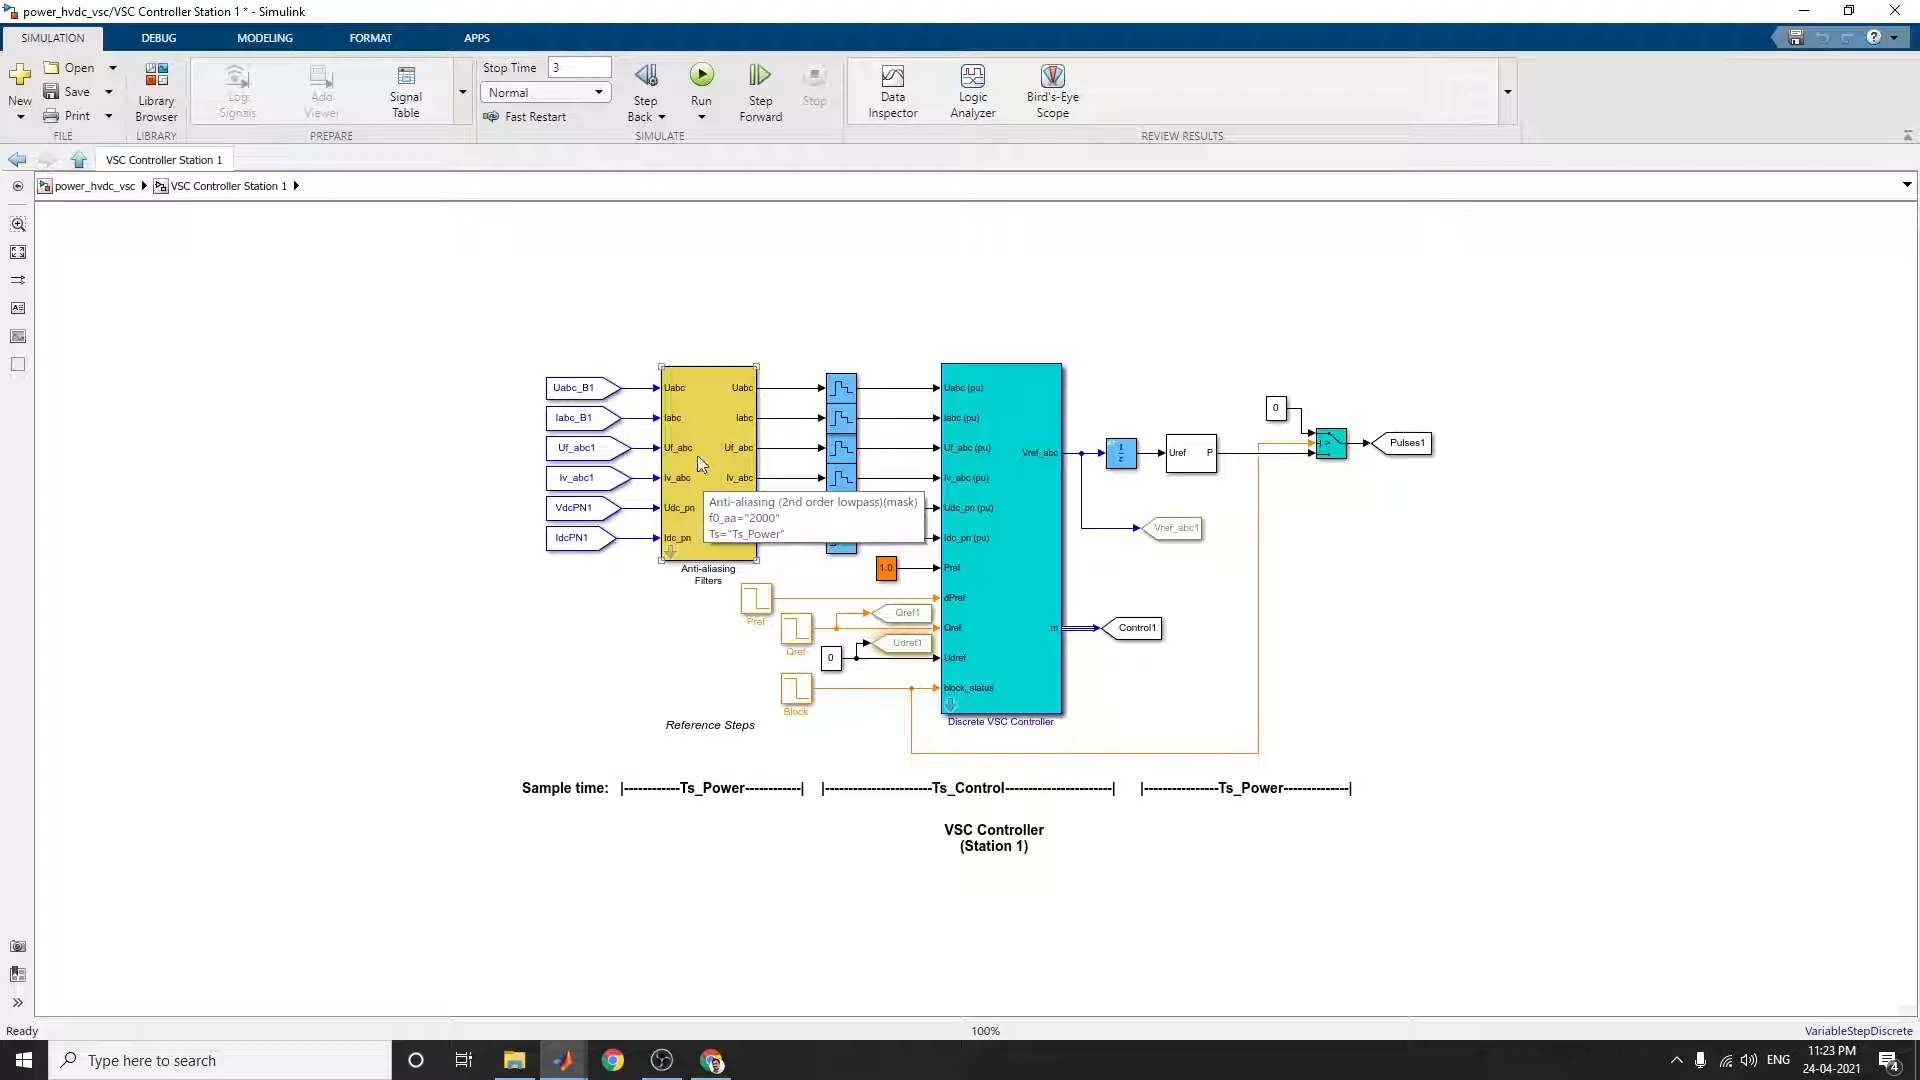 power_hvdc_vsc/VSC Controller Station 1 * - Simulink
SIMULATION
DEBUG
MODELING
FORMAT
APPS
New
Open
Save
Print
FILE
Library
Browser
LIBRARY
Log
Signals
Add
Viewer
Signal
Table
PREPARE
Stop Time 3
Normal
Fast Restart
Step
Back
Run
Step
Forward
Stop
SIMULATE
Data
Inspector
Logic
Analyzer
Bird's-Eye
Scope
REVIEW RESULTS
VSC Controller Station 1
power_hvdc_vsc
VSC Controller Station 1
Uabc_B1
Iabc_B1
Uf_abc1
Iv_abc1
VdcPN1
IdcPN1
Uabc
Iabc
Uf_abc
Iv_abc
Udc_pn
Idc_pn
Uabc
Iabc
Uf_abc
Iv_abc
Anti-aliasing (2nd order lowpass)(mask)
f0_aa="2000"
Ts="Ts_Power"
Anti-aliasing
Filters
Uabc (pu)
Iabc (pu)
Uf_abc (pu)
Iv_abc (pu)
Udc_pn (pu)
Idc_pn (pu)
Pref
dPref
Qref
Udref
block_status
Vref_abc
m
Discrete VSC Controller
1.0
Pref
Qref
Qref1
Udref1
0
Block
Reference Steps
1
z
Uref
P
0
>
Pulses1
Vref_abc1
Control1
Sample time: |------------Ts_Power------------| |-----------------------Ts_Control-----------------------| |----------------Ts_Power--------------|
VSC Controller
(Station 1)
Ready
100%
VariableStepDiscrete
Type here to search
ENG
11:23 PM
24-04-2021
4